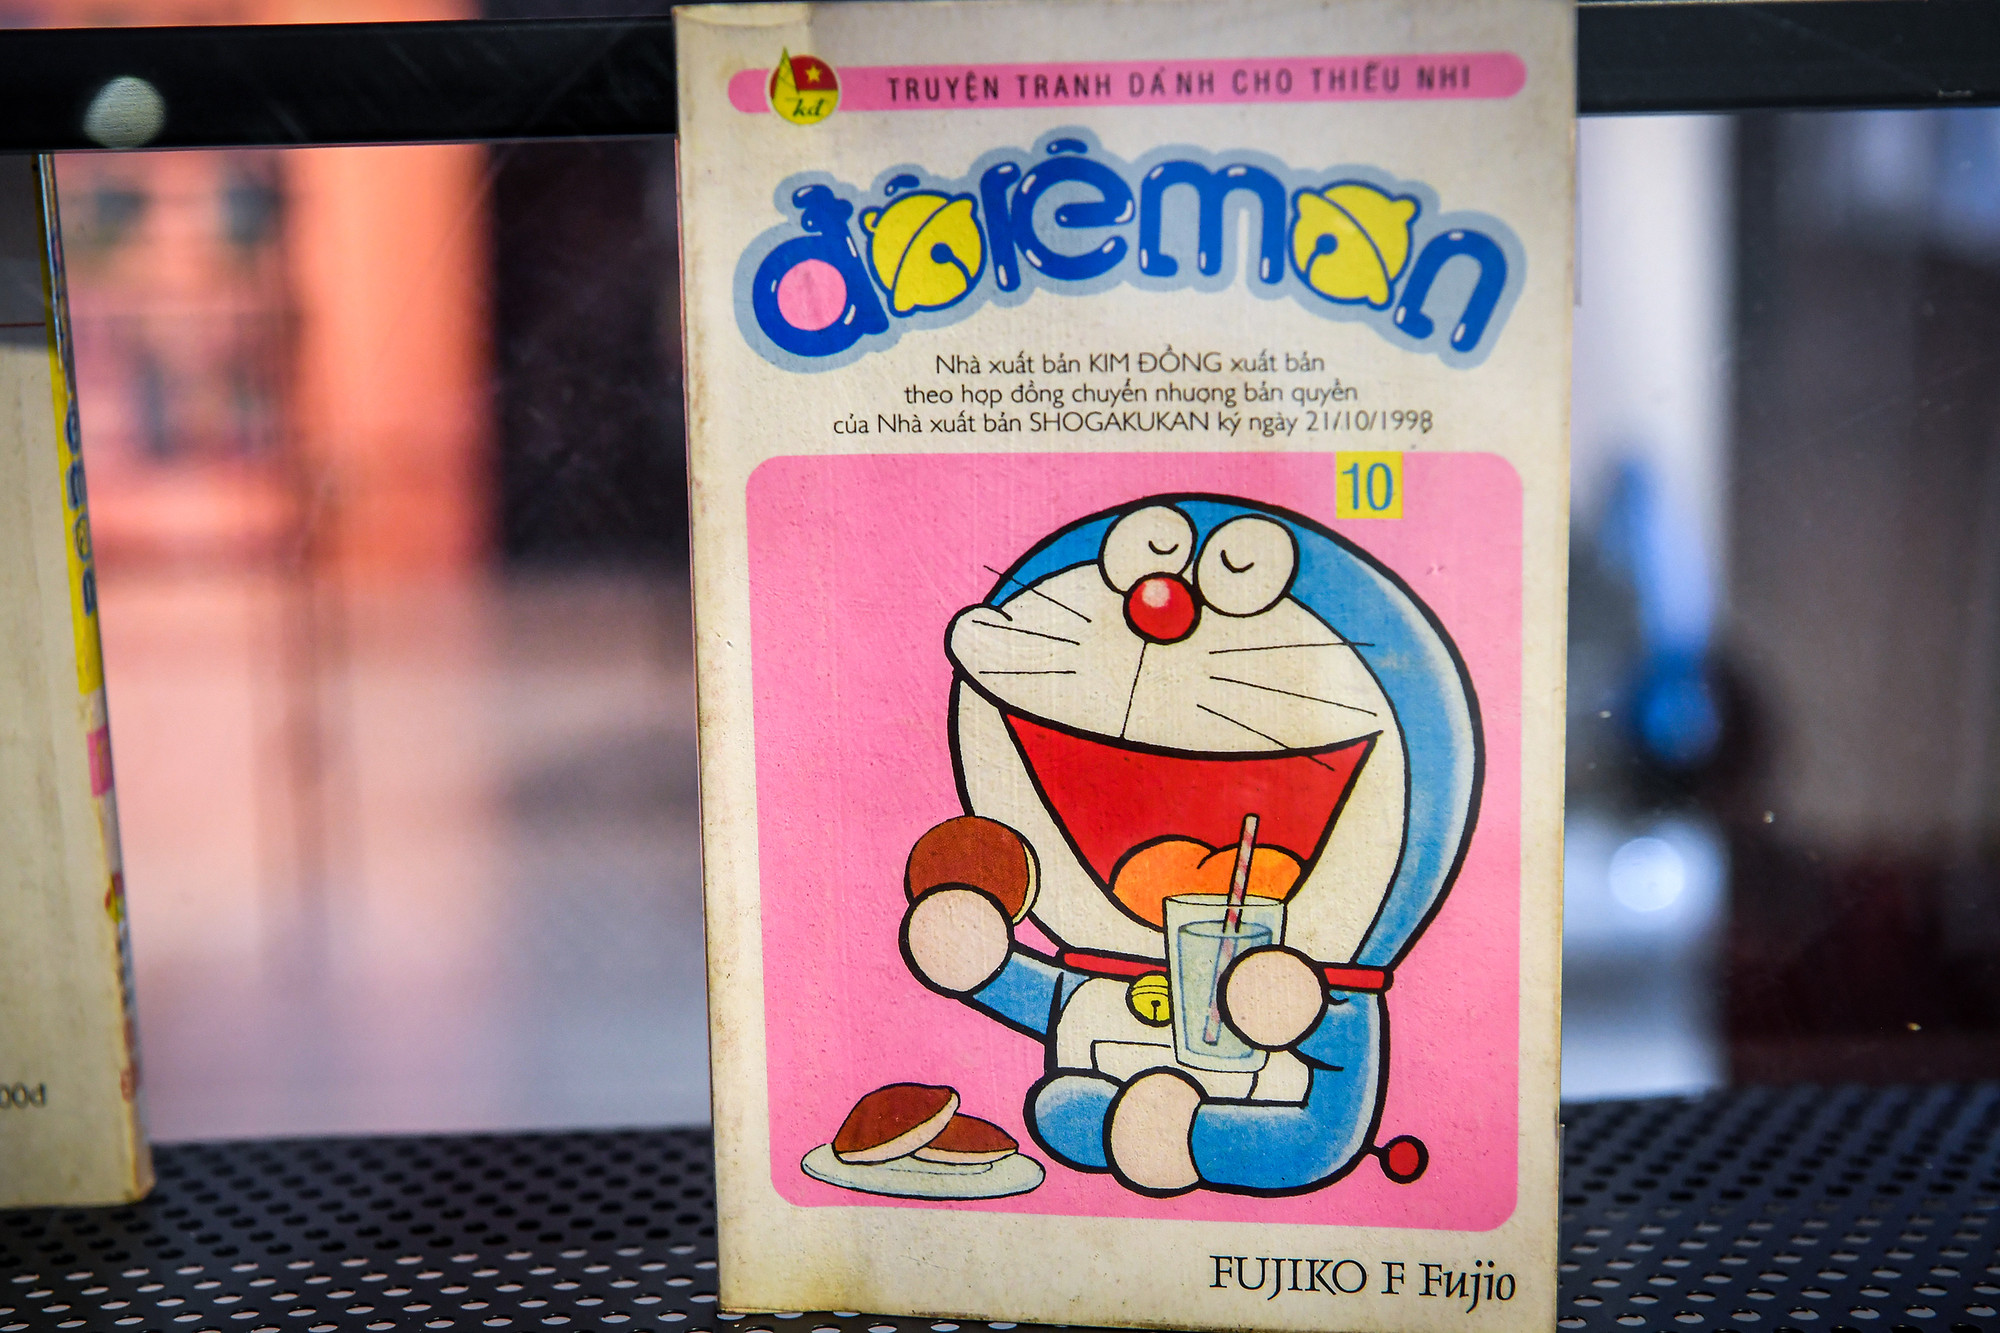 kđ
TRUYỆN TRANH DÀNH CHO THIẾU NHI
đôrêmon
Nhà xuất bản KIM ĐỒNG xuất bản
theo hợp đồng chuyển nhượng bản quyền
của Nhà xuất bản SHOGAKUKAN ký ngày 21/10/1998
10
FUJIKO F Fujio
00đ